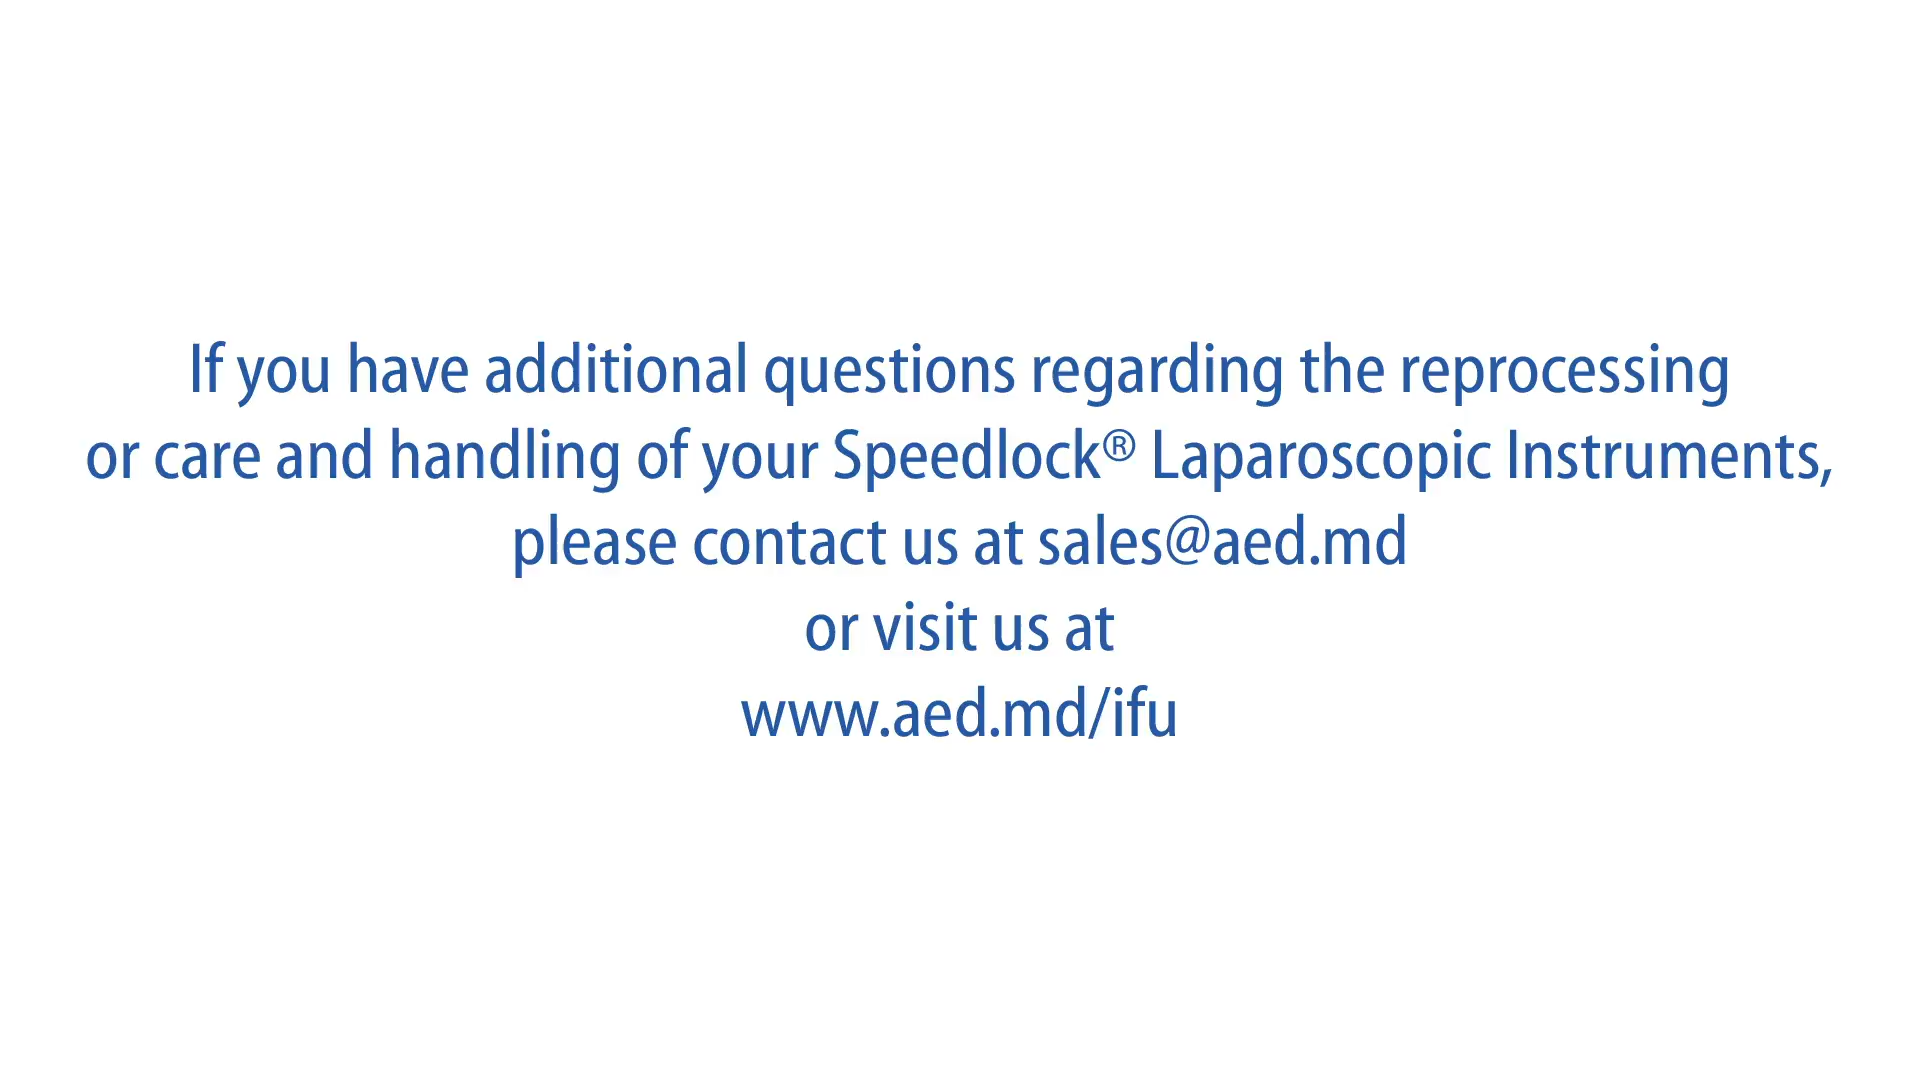 If you have additional questions regarding the reprocessing
or care and handling of your Speedlock® Laparoscopic Instruments,
please contact us at sales@aed.md
or visit us at
www.aed.md/ifu